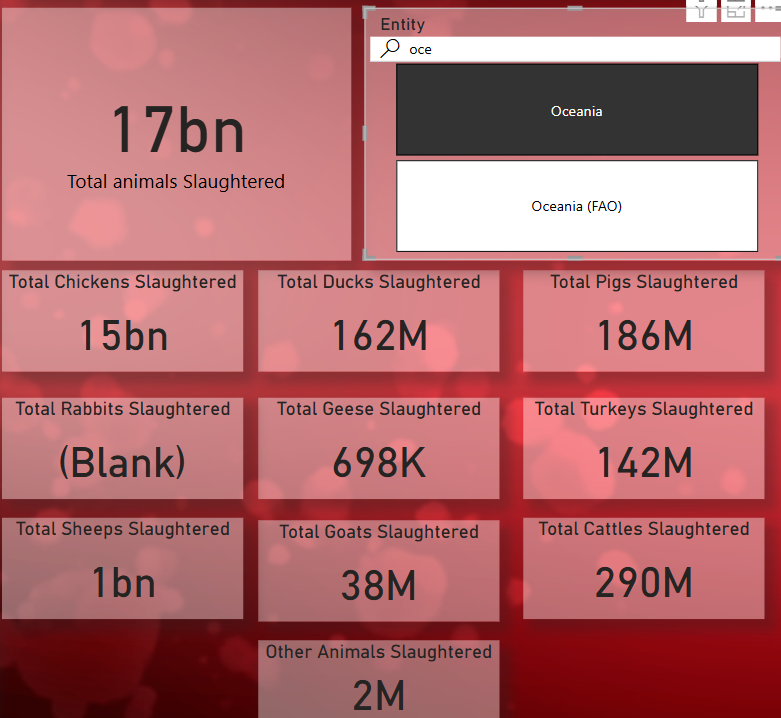 Entity
oce
Oceania
Oceania (FAO)
17bn
Total animals Slaughtered
Total Chickens Slaughtered
15bn
Total Ducks Slaughtered
162M
Total Pigs Slaughtered
186M
Total Rabbits Slaughtered
(Blank)
Total Geese Slaughtered
698K
Total Turkeys Slaughtered
142M
Total Sheeps Slaughtered
1bn
Total Goats Slaughtered
38M
Total Cattles Slaughtered
290M
Other Animals Slaughtered
2M